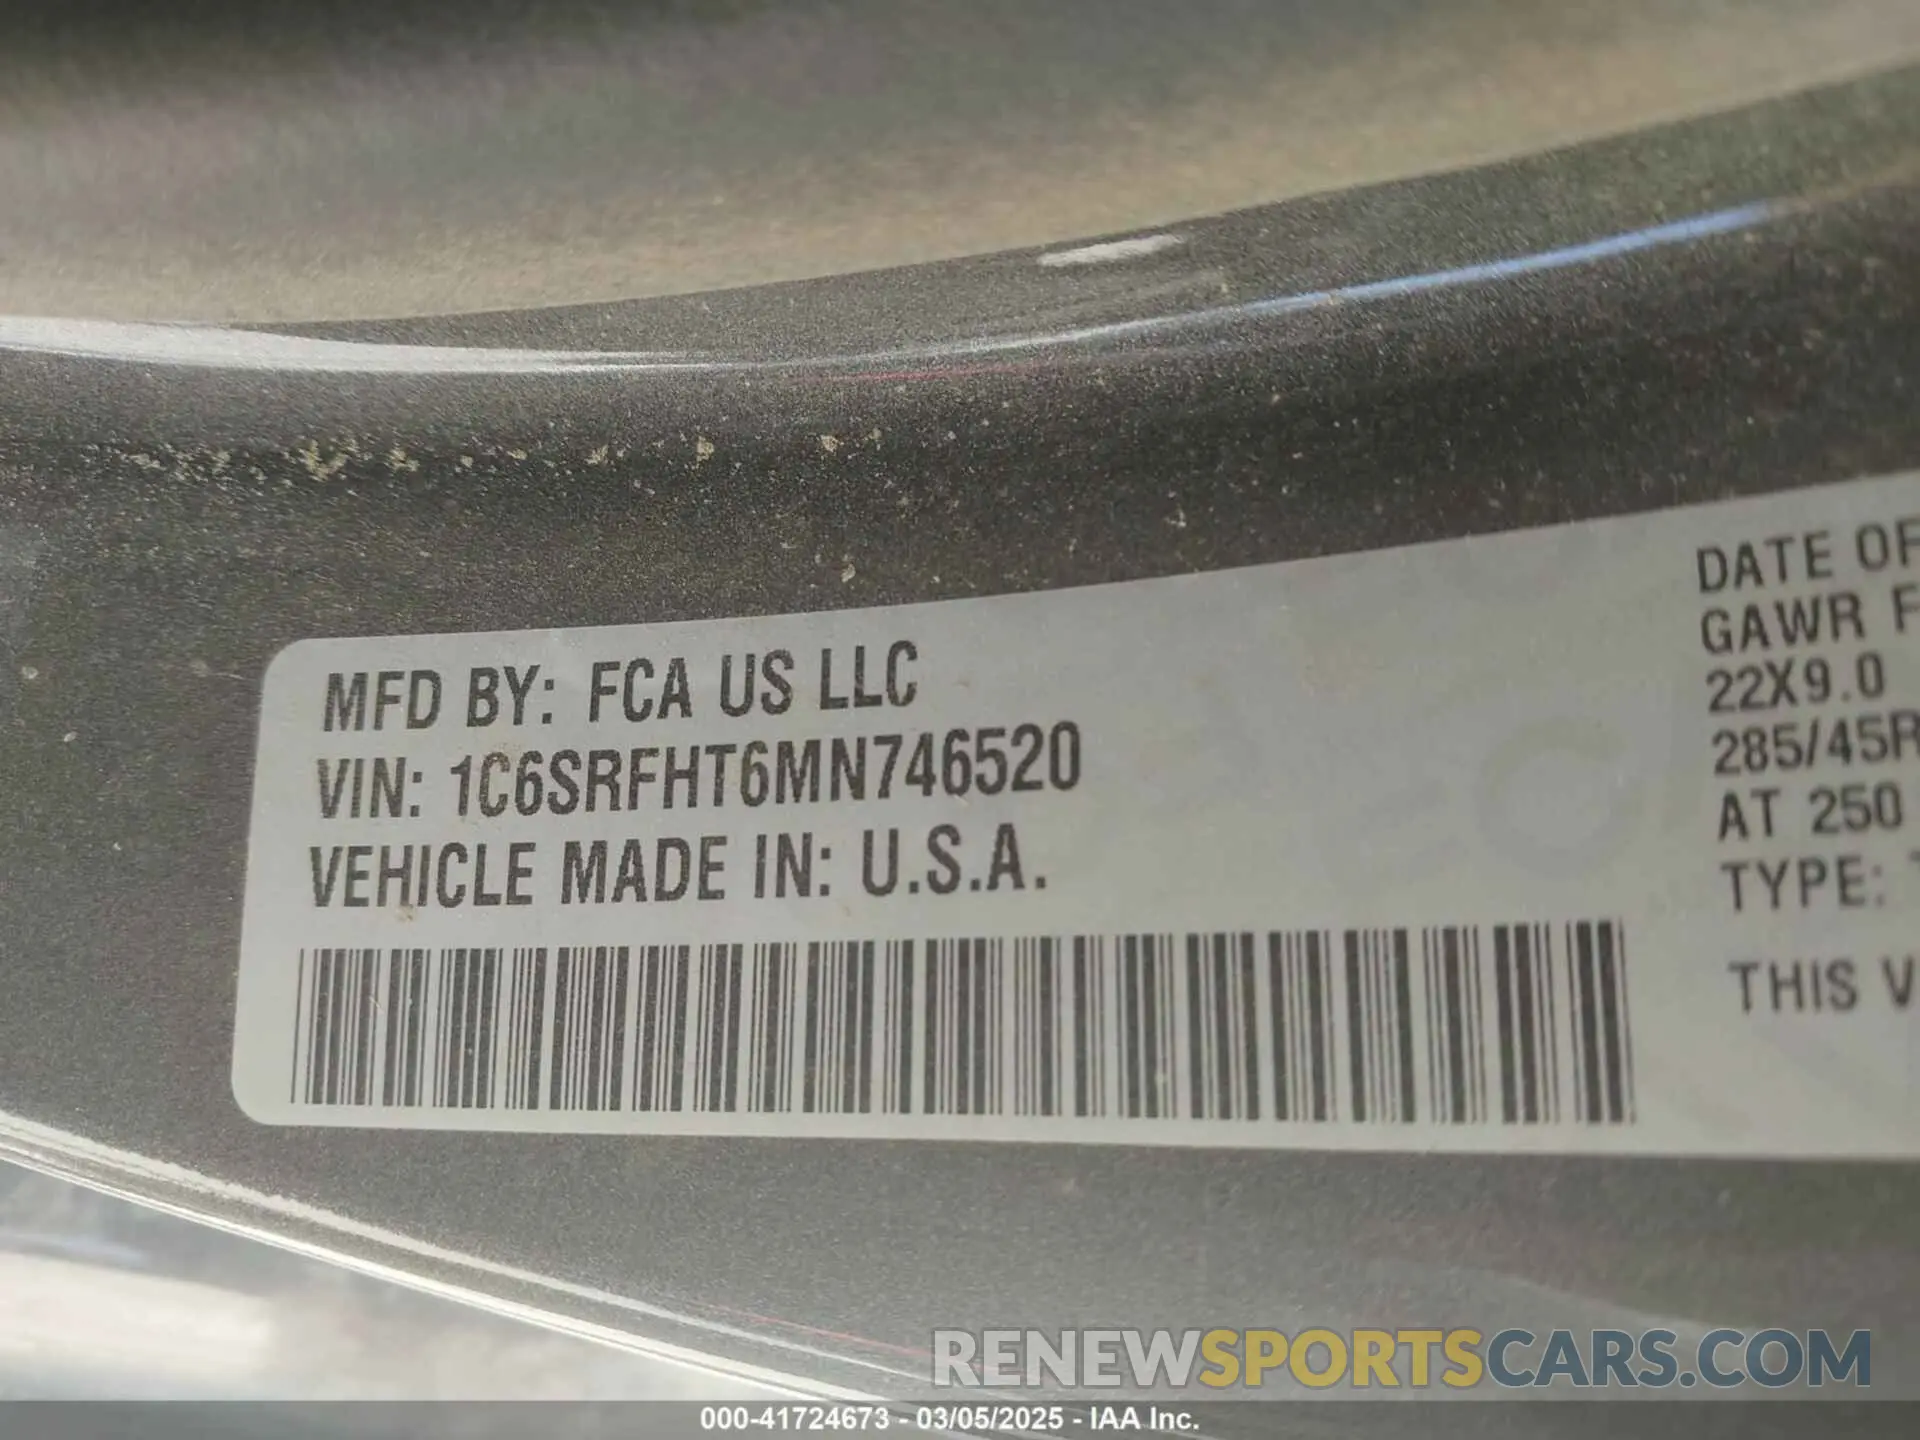 MFD BY: FCA US LLC
VIN: 1C6SRFHT6MN746520
VEHICLE MADE IN: U.S.A.
DATE OF
GAWR F
22X9.0
285/45R
AT 250
TYPE:
THIS V
RENEWSPORTSCARS.COM
000-41724673 - 03/05/2025 - IAA Inc.